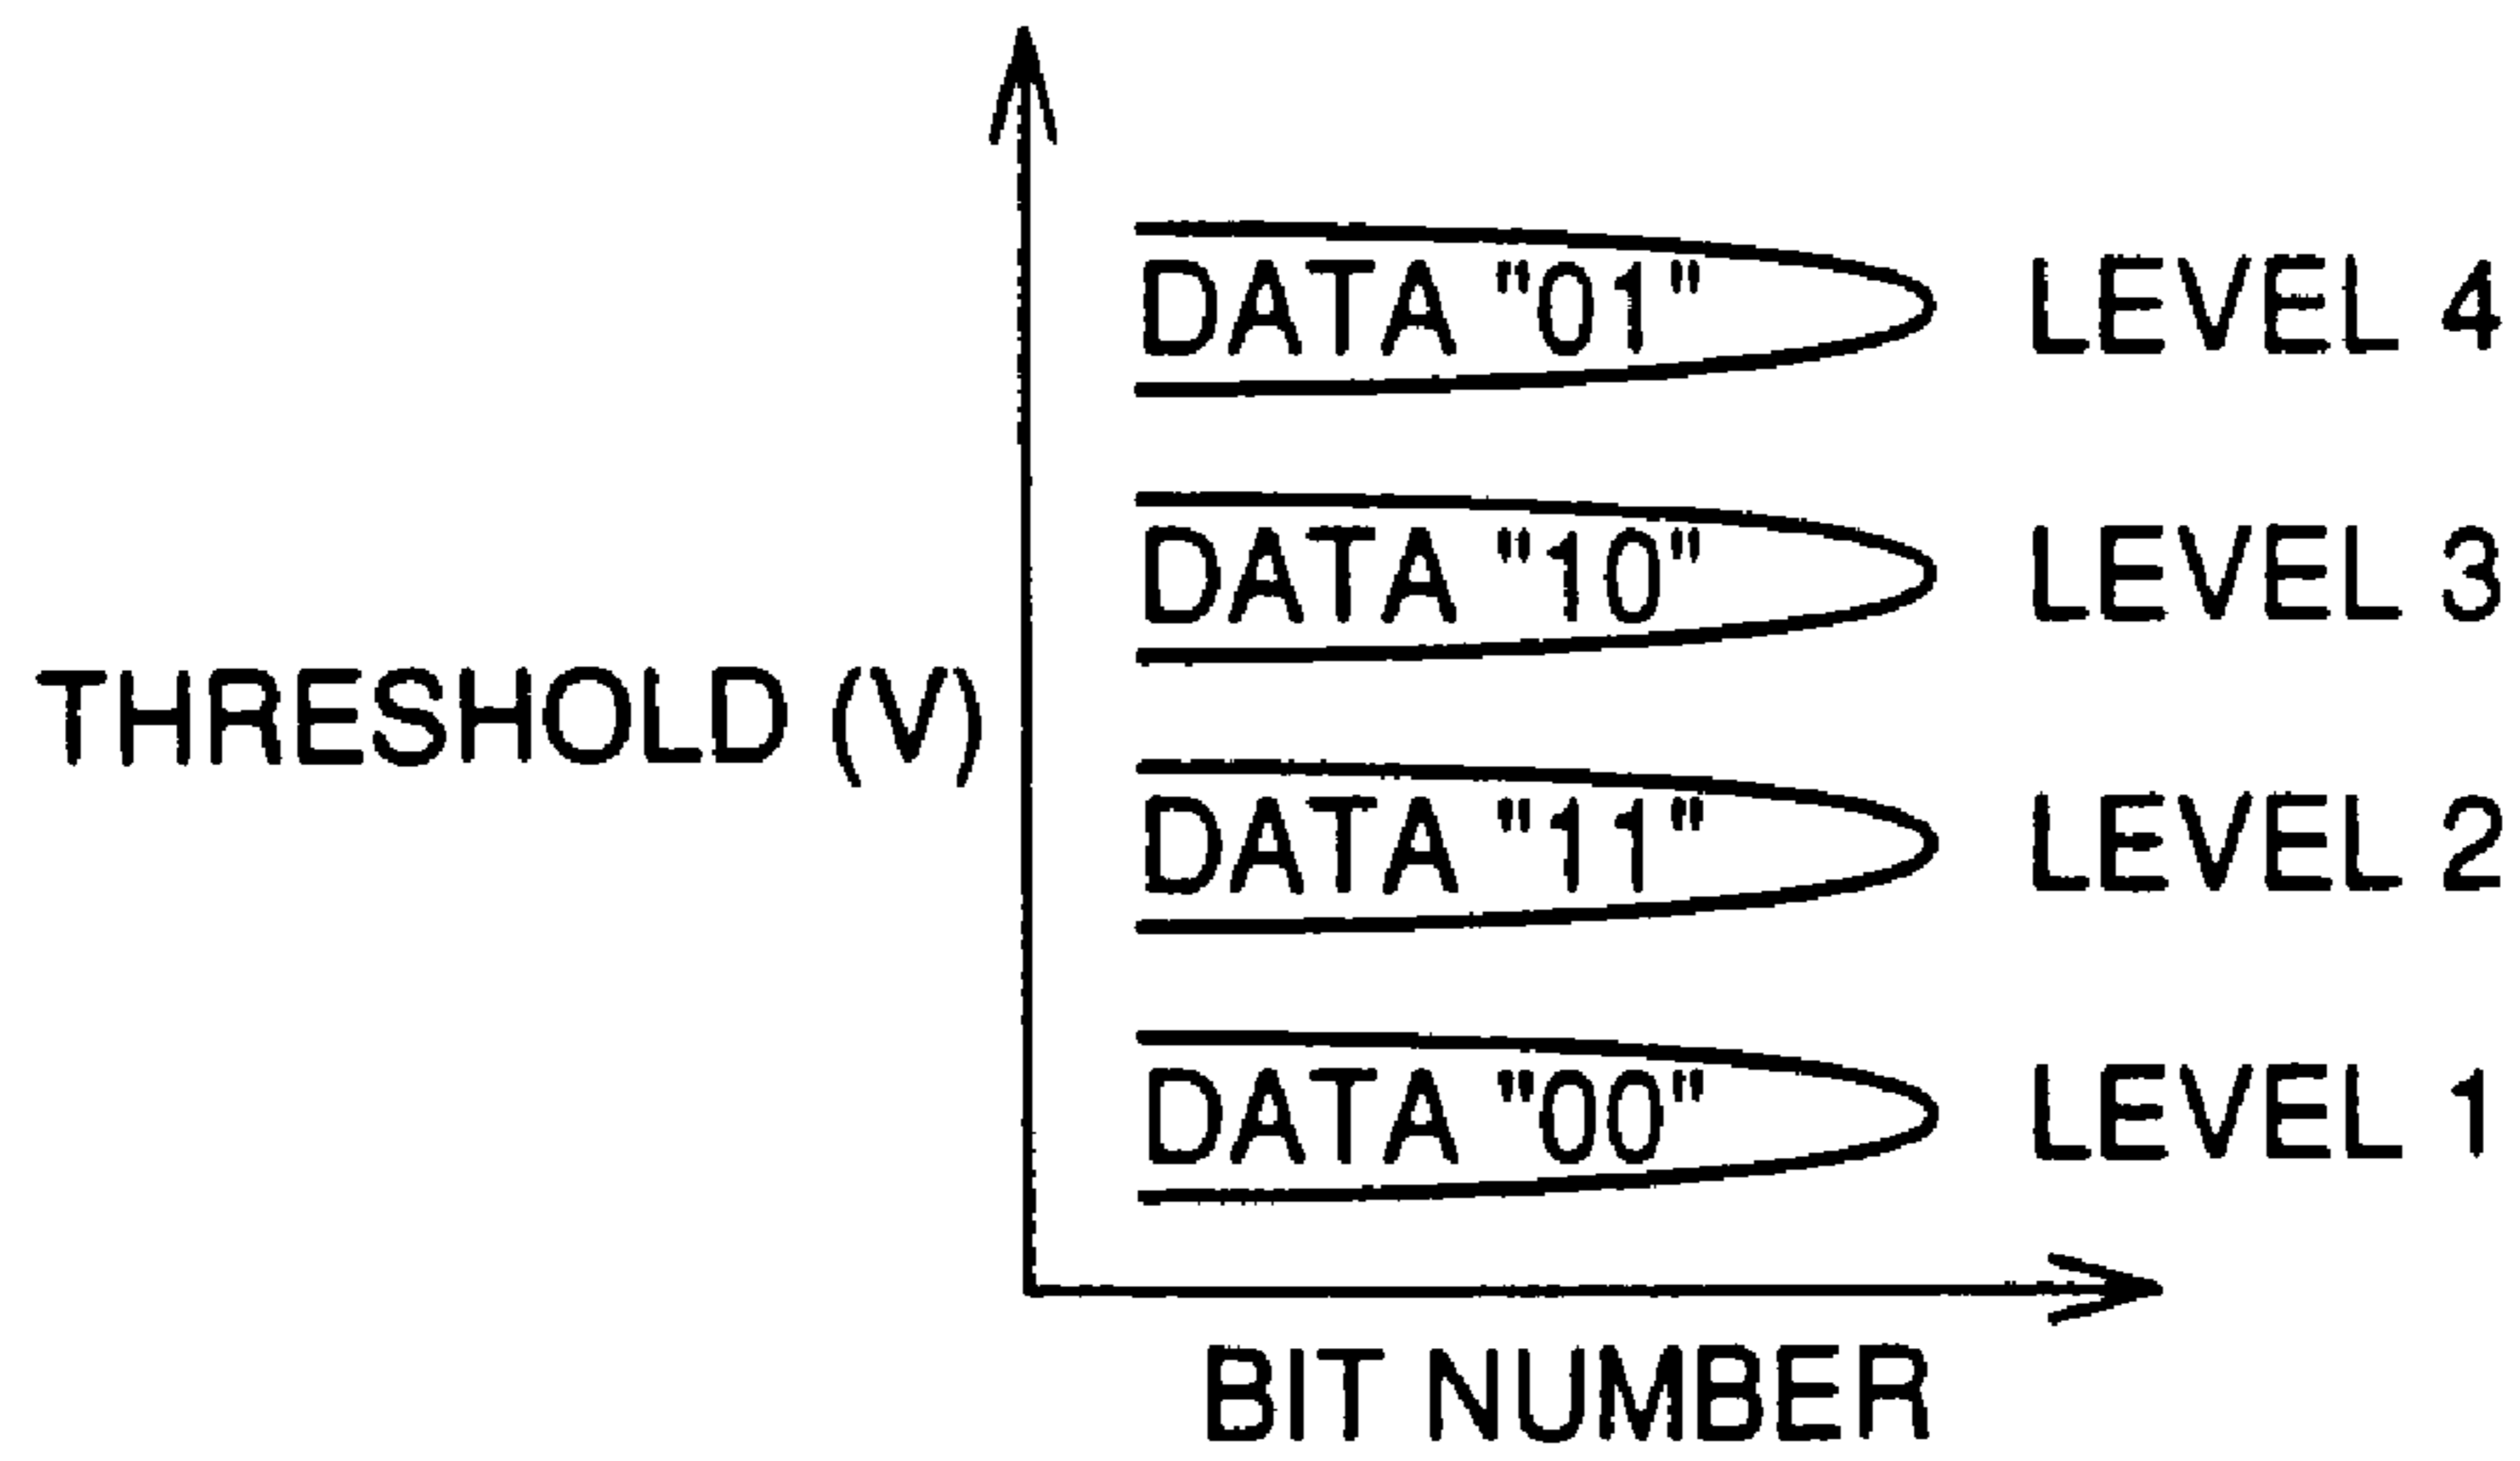 DATA "01" LEVEL 4
DATA "10" LEVEL 3
THRESHOLD (V)
DATA "11" LEVEL 2
DATA "00" LEVEL 1
BIT NUMBER